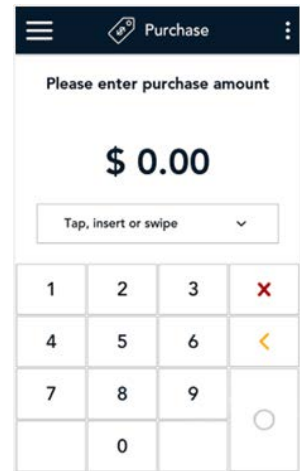 Purchase
Please enter purchase amount
$ 0.00
Tap, insert or swipe
1 2 3
4 5 6
7 8 9
0